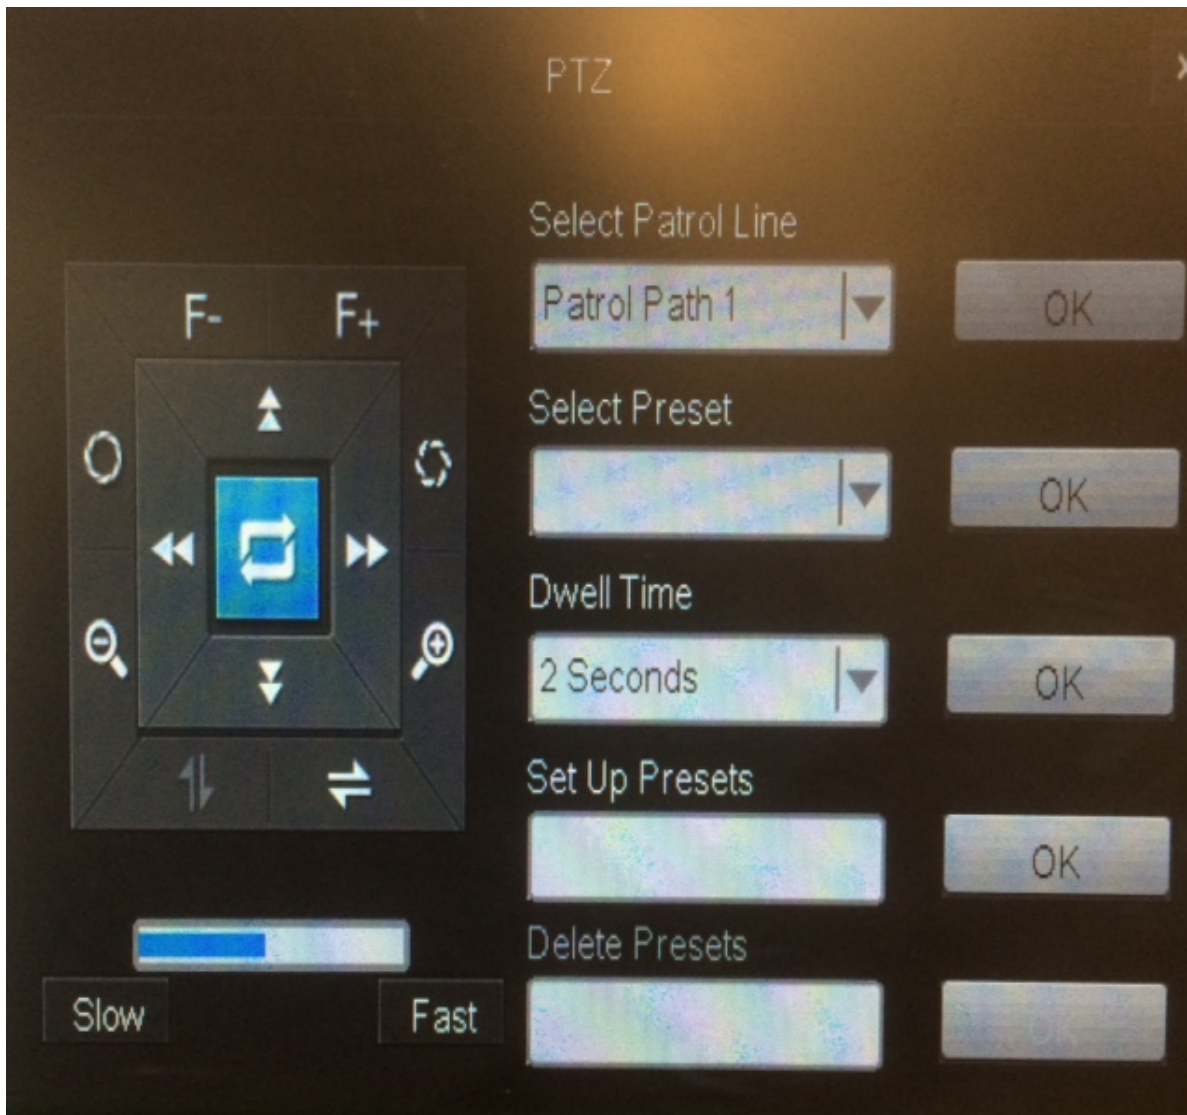 PTZ
x
Select Patrol Line
F- F+
Patrol Path 1
OK
Select Preset
OK
Dwell Time
2 Seconds
OK
Set Up Presets
OK
Delete Presets
OK
Slow
Fast